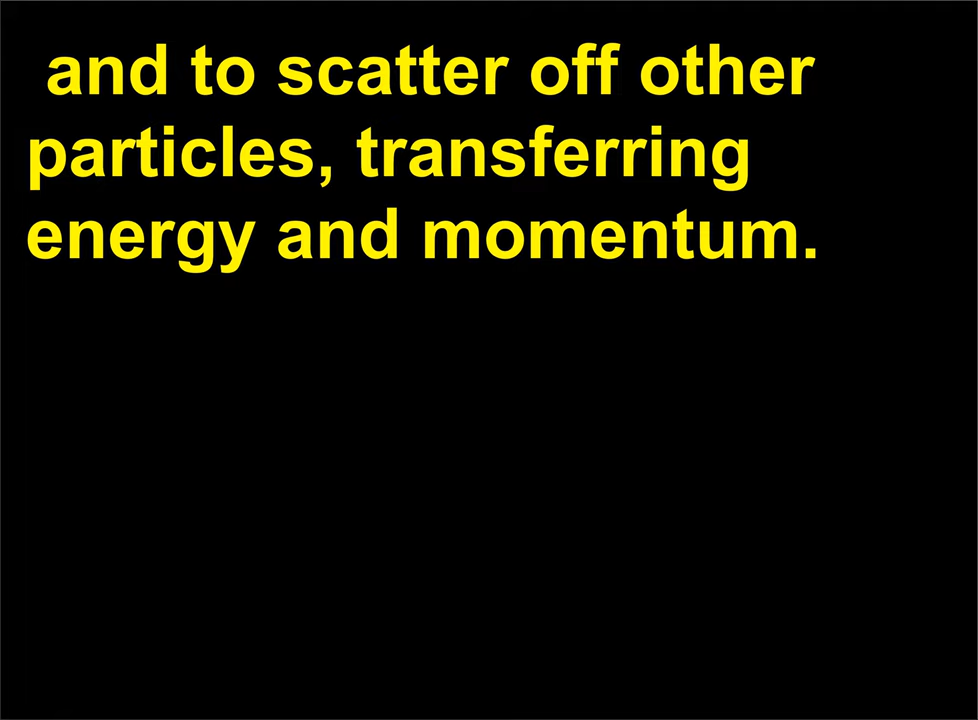 and to scatter off other
particles, transferring
energy and momentum.